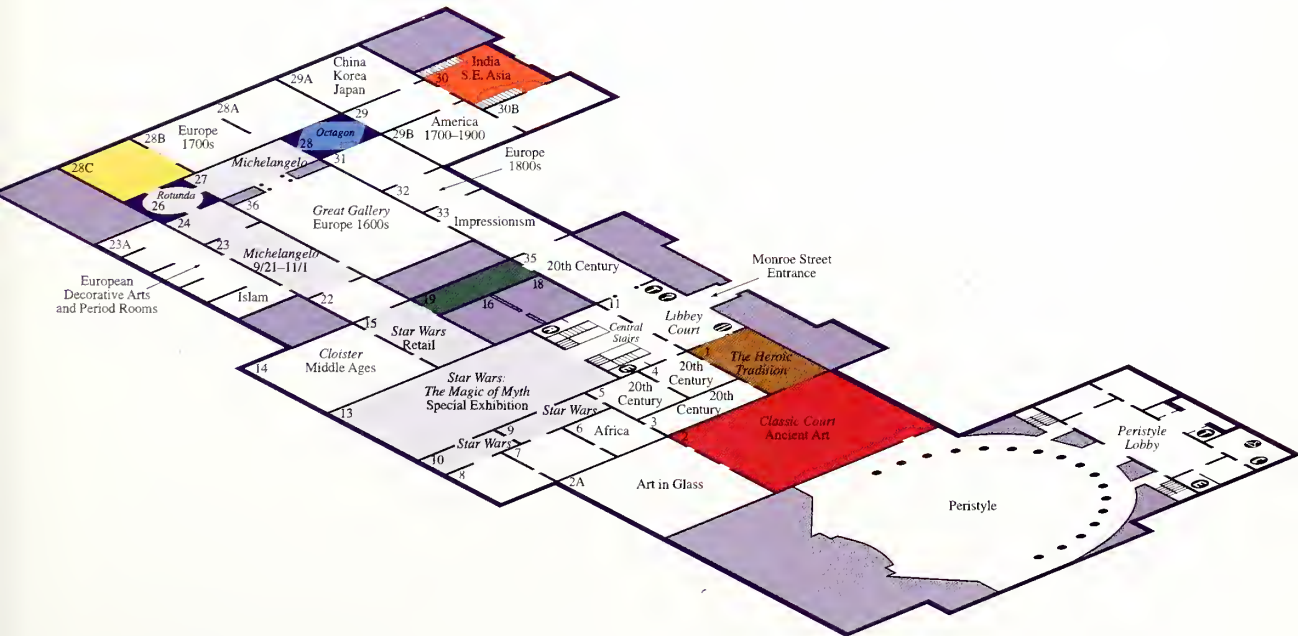 China
Korea
Japan
29A
India
S.E. Asia
30
30B
28A
29
America
1700–1900
29B
Octagon
28
28B
Europe
1700s
Michelangelo
31
Europe
1800s
28C
27
Rotunda
26
36
32
33
Great Gallery
Europe 1600s
Impressionism
24
23A
23
Michelangelo
9/21–11/1
35
20th Century
Monroe Street
Entrance
European
Decorative Arts
and Period Rooms
Islam
22
19
18
16
11
15
Star Wars
Retail
Central
Stairs
Libbey
Court
Cloister
Middle Ages
14
1
The Heroic
Tradition
4
20th
Century
Star Wars:
The Magic of Myth
Special Exhibition
5
20th
Century
20th
Century
13
Star Wars
3
9
6
Africa
Classic Court
Ancient Art
2
Star Wars
10
7
8
2A
Art in Glass
Peristyle
Peristyle
Lobby